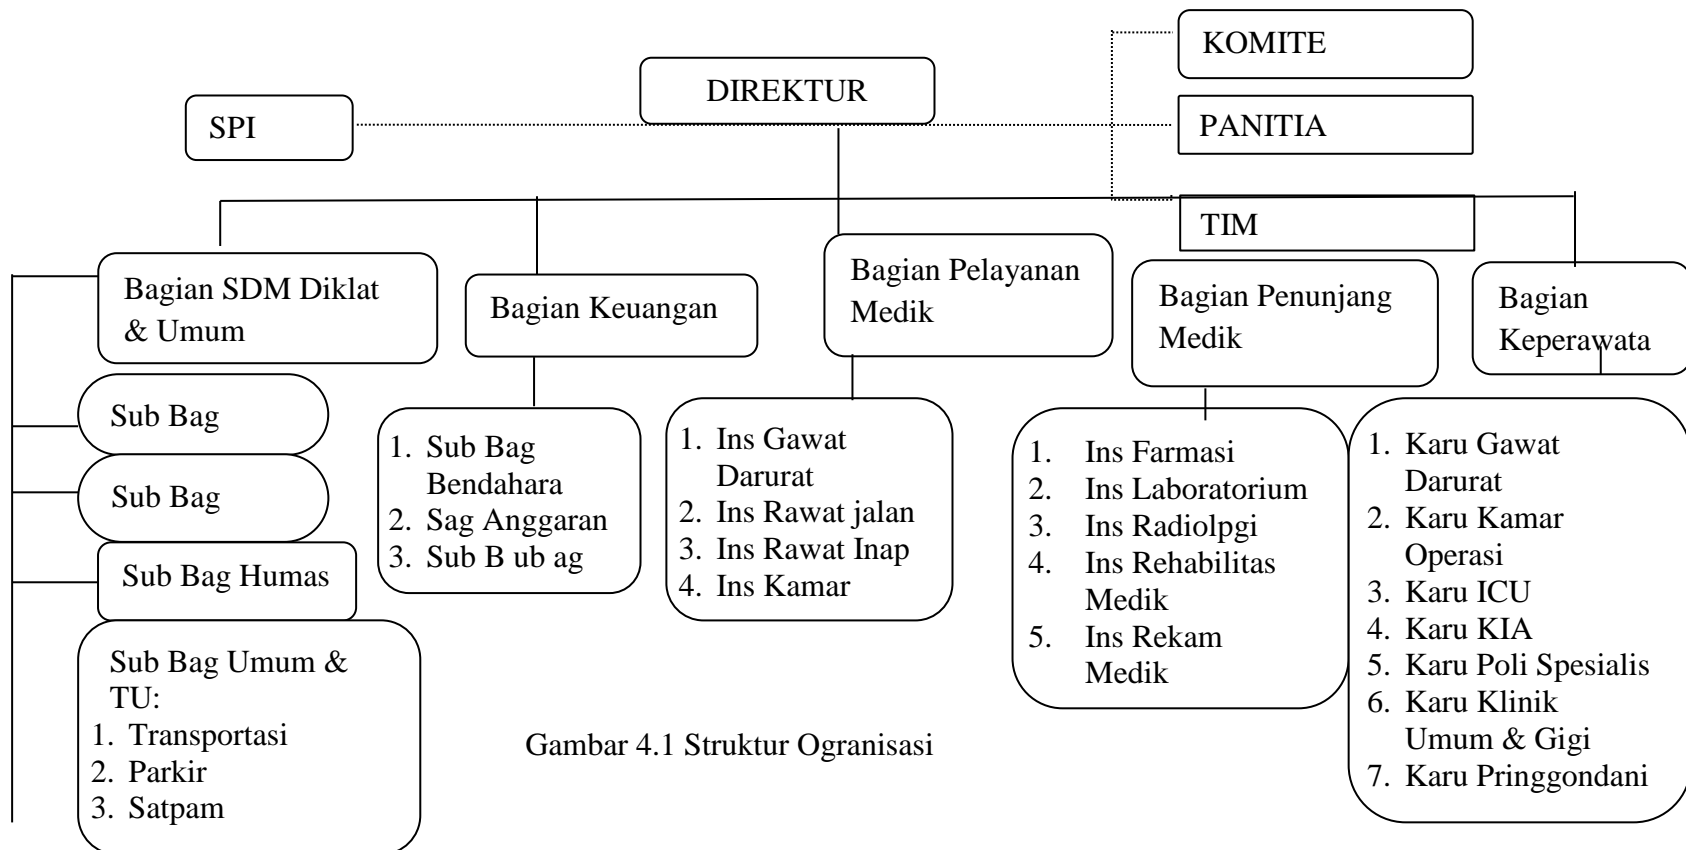 KOMITE
DIREKTUR
SPI
PANITIA
TIM
Bagian SDM Diklat
& Umum
Bagian Keuangan
Bagian Pelayanan
Medik
Bagian Penunjang
Medik
Bagian
Keperawata
Sub Bag
Sub Bag
Sub Bag Humas
Sub Bag Umum &
TU:
1. Transportasi
2. Parkir
3. Satpam
1. Sub Bag
Bendahara
2. Sag Anggaran
3. Sub B ub ag
1. Ins Gawat
Darurat
2. Ins Rawat jalan
3. Ins Rawat Inap
4. Ins Kamar
1. Ins Farmasi
2. Ins Laboratorium
3. Ins Radiolpgi
4. Ins Rehabilitas
Medik
5. Ins Rekam
Medik
1. Karu Gawat
Darurat
2. Karu Kamar
Operasi
3. Karu ICU
4. Karu KIA
5. Karu Poli Spesialis
6. Karu Klinik
Umum & Gigi
7. Karu Pringgondani
Gambar 4.1 Struktur Ogranisasi